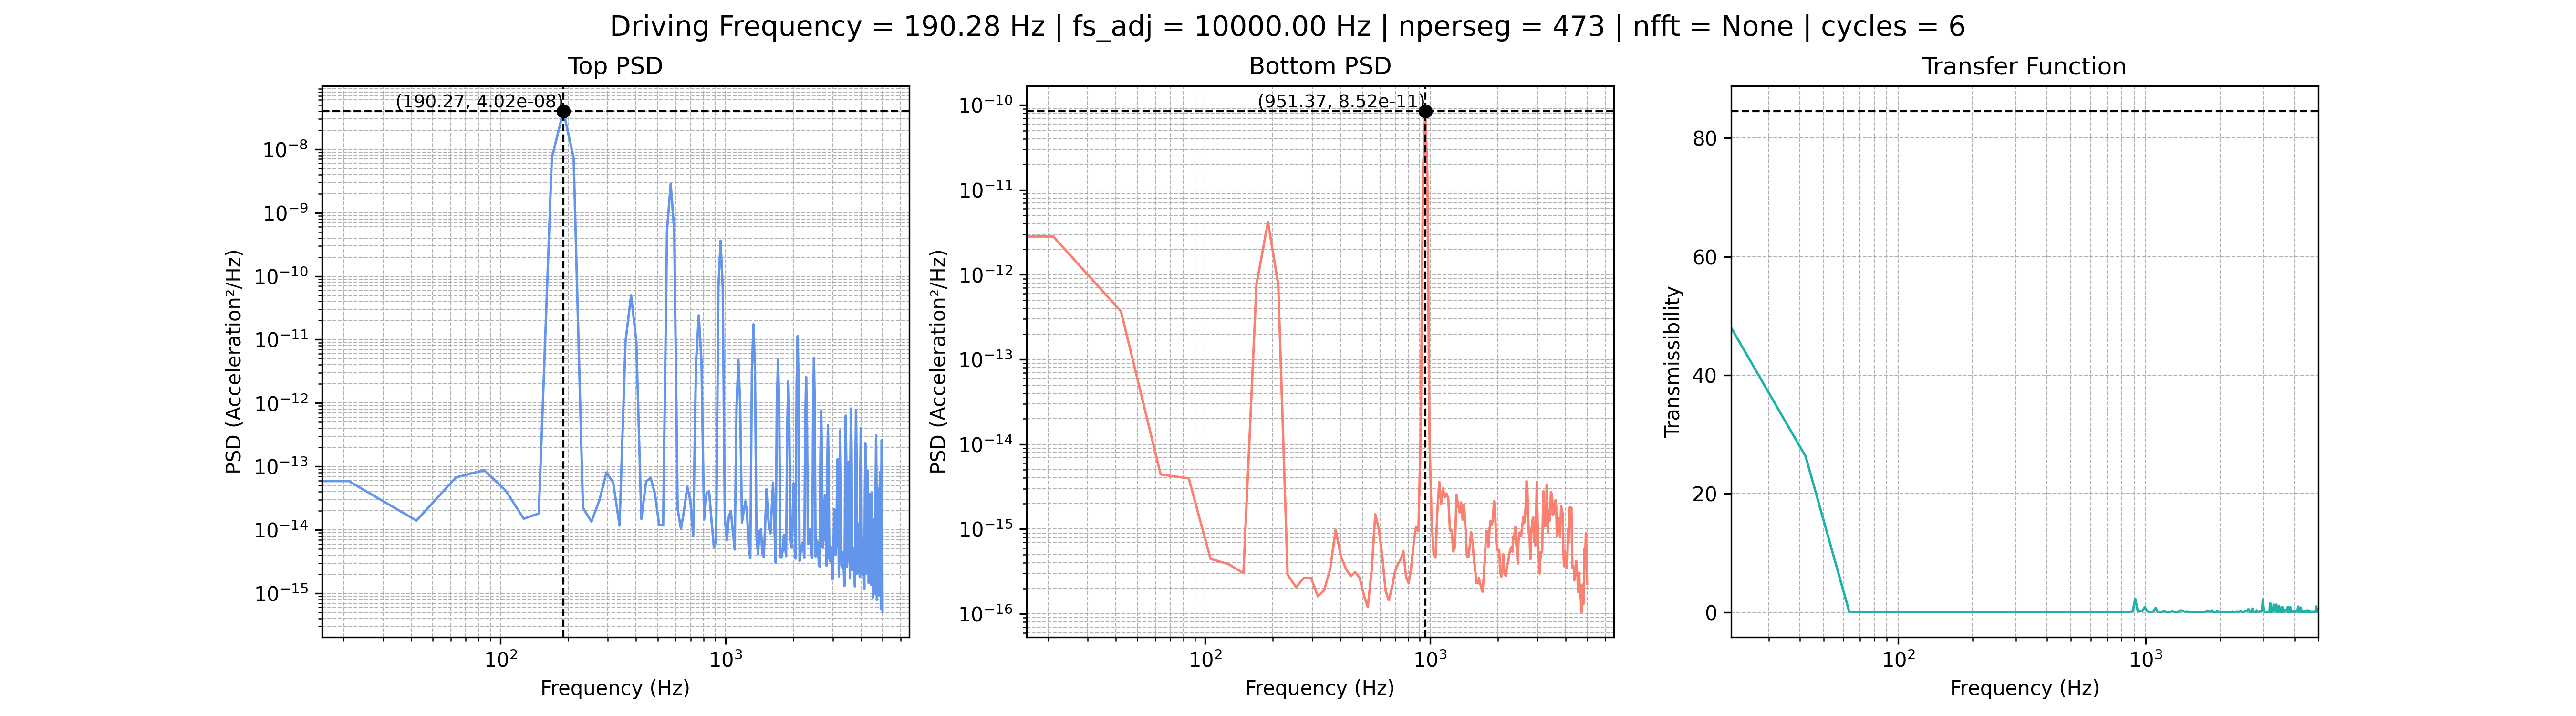 Driving Frequency = 190.28 Hz | fs_adj = 10000.00 Hz | nperseg = 473 | nfft = None | cycles = 6
Top PSD
(190.27, 4.02e-08)
PSD (Acceleration²/Hz)
10⁻⁸
10⁻⁹
10⁻¹⁰
10⁻¹¹
10⁻¹²
10⁻¹³
10⁻¹⁴
10⁻¹⁵
10² 10³
Frequency (Hz)
Bottom PSD
(951.37, 8.52e-11)
PSD (Acceleration²/Hz)
10⁻¹⁰
10⁻¹¹
10⁻¹²
10⁻¹³
10⁻¹⁴
10⁻¹⁵
10⁻¹⁶
10² 10³
Frequency (Hz)
Transfer Function
Transmissibility
80
60
40
20
0
10² 10³
Frequency (Hz)